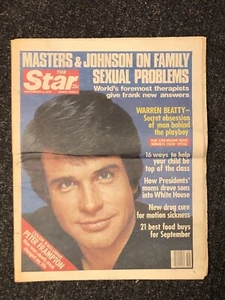 MASTERS & JOHNSON ON FAMILY
SEXUAL PROBLEMS
THE
Star
World's foremost therapists
give frank new answers
WARREN BEATTY—
Secret obsession
of man behind
the playboy
16 ways to help
your child be
top of the class
How Presidents'
moms drove sons
into White House
New drug cure
for motion sickness
21 best food buys
for September
PETER FRAMPTON